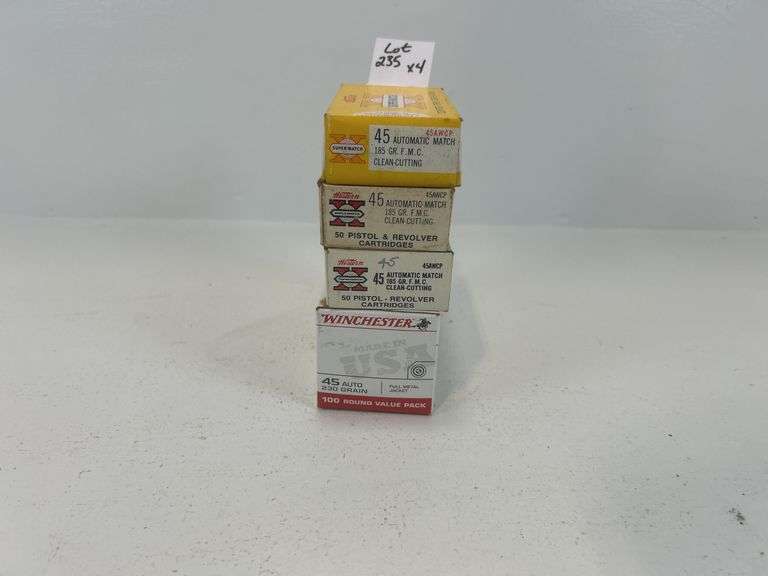 Lot
235 x4
45AWCP
SUPER-MATCH
45 AUTOMATIC MATCH
185 GR. F.M.C.
CLEAN-CUTTING
Western
45AWCP
X
45 AUTOMATIC-MATCH
185 GR. F.M.C.
CLEAN-CUTTING
50 PISTOL & REVOLVER
CARTRIDGES
Western
45
45AWCP
X
45 AUTOMATIC MATCH
185 GR. F.M.C.
CLEAN-CUTTING
50 PISTOL - REVOLVER
CARTRIDGES
WINCHESTER
MADE IN
USA
45 AUTO
230 GRAIN
FULL METAL
JACKET
100 ROUND VALUE PACK